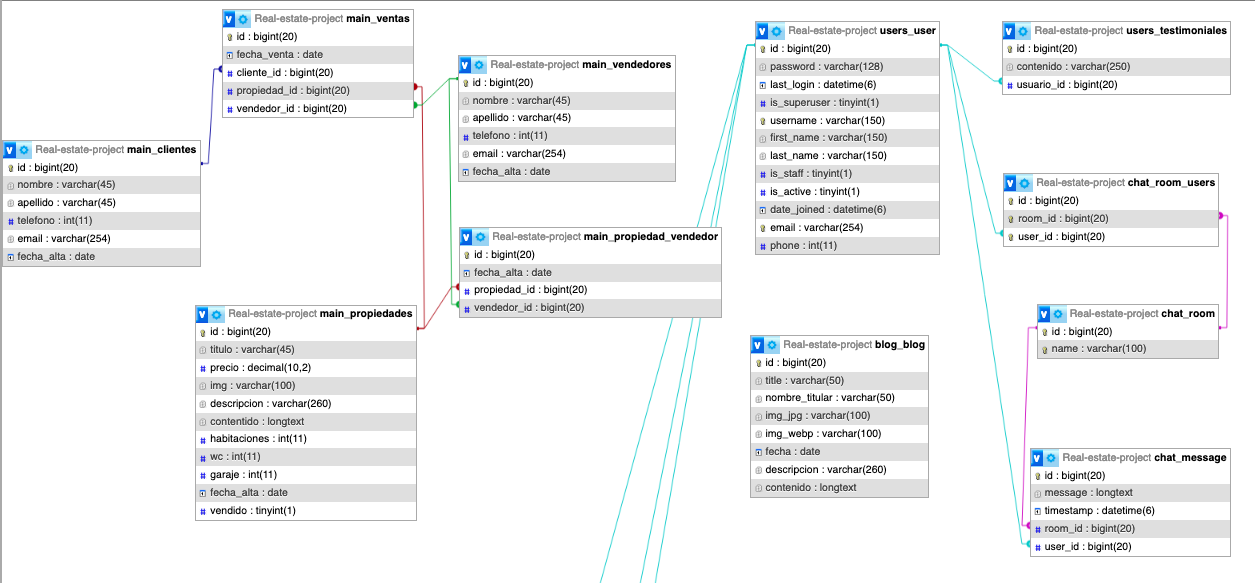 Real-estate-project main_ventas
id : bigint(20)
fecha_venta : date
cliente_id : bigint(20)
propiedad_id : bigint(20)
vendedor_id : bigint(20)
Real-estate-project main_clientes
id : bigint(20)
nombre : varchar(45)
apellido : varchar(45)
telefono : int(11)
email : varchar(254)
fecha_alta : date
Real-estate-project main_vendedores
id : bigint(20)
nombre : varchar(45)
apellido : varchar(45)
telefono : int(11)
email : varchar(254)
fecha_alta : date
Real-estate-project main_propiedad_vendedor
id : bigint(20)
fecha_alta : date
propiedad_id : bigint(20)
vendedor_id : bigint(20)
Real-estate-project main_propiedades
id : bigint(20)
titulo : varchar(45)
precio : decimal(10,2)
img : varchar(100)
descripcion : varchar(260)
contentido : longtext
habitaciones : int(11)
wc : int(11)
garaje : int(11)
fecha_alta : date
vendido : tinyint(1)
Real-estate-project users_user
id : bigint(20)
password : varchar(128)
last_login : datetime(6)
is_superuser : tinyint(1)
username : varchar(150)
first_name : varchar(150)
last_name : varchar(150)
is_staff : tinyint(1)
is_active : tinyint(1)
date_joined : datetime(6)
email : varchar(254)
phone : int(11)
Real-estate-project blog_blog
id : bigint(20)
title : varchar(50)
nombre_titular : varchar(50)
img_jpg : varchar(100)
img_webp : varchar(100)
fecha : date
descripcion : varchar(260)
contenido : longtext
Real-estate-project users_testimoniales
id : bigint(20)
contenido : varchar(250)
usuario_id : bigint(20)
Real-estate-project chat_room_users
id : bigint(20)
room_id : bigint(20)
user_id : bigint(20)
Real-estate-project chat_room
id : bigint(20)
name : varchar(100)
Real-estate-project chat_message
id : bigint(20)
message : longtext
timestamp : datetime(6)
room_id : bigint(20)
user_id : bigint(20)